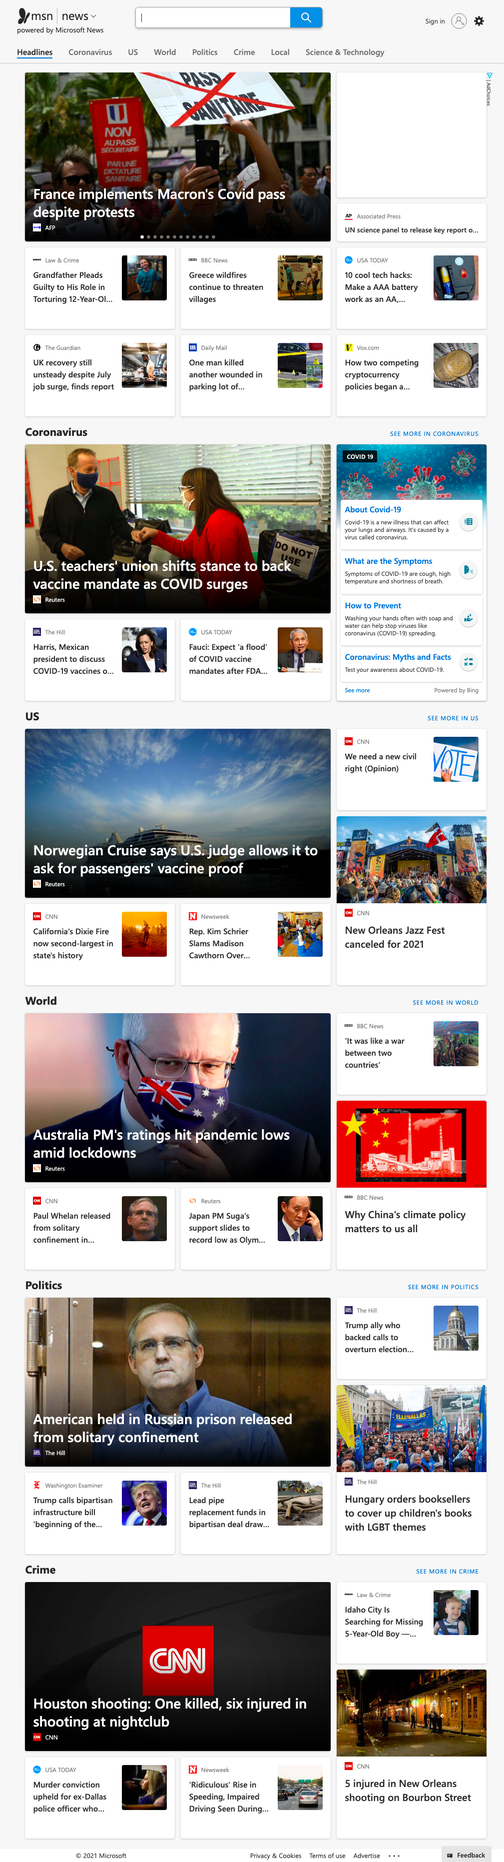 msn news
powered by Microsoft News
Sign in
Headlines Coronavirus US World Politics Crime Local Science & Technology
PASS
SANITAIRE
NON
AU PASS
SANITAIRE
PAR UNE
DICTATURE
SANITAIRE
France implements Macron's Covid pass
despite protests
AFP
AdChoices
Associated Press
UN science panel to release key report o...
Law & Crime
Grandfather Pleads
Guilty to His Role in
Torturing 12-Year-Ol...
BBC News
Greece wildfires
continue to threaten
villages
USA TODAY
10 cool tech hacks:
Make a AAA battery
work as an AA,...
The Guardian
UK recovery still
unsteady despite July
job surge, finds report
Daily Mail
One man killed
another wounded in
parking lot of...
Vox.com
How two competing
cryptocurrency
policies began a...
Coronavirus
SEE MORE IN CORONAVIRUS
DO NOT
USE
U.S. teachers' union shifts stance to back
vaccine mandate as COVID surges
Reuters
COVID 19
About Covid-19
Covid-19 is a new illness that can affect
your lungs and airways. It's caused by a
virus called coronavirus.
What are the Symptoms
Symptoms of COVID-19 are cough, high
temperature and shortness of breath.
How to Prevent
Washing your hands often with soap and
water can help stop viruses like
coronavirus (COVID-19) spreading.
Coronavirus: Myths and Facts
Test your awareness about COVID-19.
See more
Powered by Bing
The Hill
Harris, Mexican
president to discuss
COVID-19 vaccines o...
USA TODAY
Fauci: Expect 'a flood'
of COVID vaccine
mandates after FDA...
US
SEE MORE IN US
Norwegian Cruise says U.S. judge allows it to
ask for passengers' vaccine proof
Reuters
CNN
We need a new civil
right (Opinion)
VOTE
CNN
New Orleans Jazz Fest
canceled for 2021
CNN
California's Dixie Fire
now second-largest in
state's history
Newsweek
Rep. Kim Schrier
Slams Madison
Cawthorn Over...
World
SEE MORE IN WORLD
Australia PM's ratings hit pandemic lows
amid lockdowns
Reuters
BBC News
'It was like a war
between two
countries'
BBC News
Why China's climate policy
matters to us all
CNN
Paul Whelan released
from solitary
confinement in...
Reuters
Japan PM Suga's
support slides to
record low as Olym...
Politics
SEE MORE IN POLITICS
American held in Russian prison released
from solitary confinement
The Hill
The Hill
Trump ally who
backed calls to
overturn election...
The Hill
Hungary orders booksellers
to cover up children's books
with LGBT themes
Washington Examiner
Trump calls bipartisan
infrastructure bill
'beginning of the...
The Hill
Lead pipe
replacement funds in
bipartisan deal draw...
Crime
SEE MORE IN CRIME
CNN
Houston shooting: One killed, six injured in
shooting at nightclub
CNN
Law & Crime
Idaho City Is
Searching for Missing
5-Year-Old Boy —...
CNN
5 injured in New Orleans
shooting on Bourbon Street
USA TODAY
Murder conviction
upheld for ex-Dallas
police officer who...
Newsweek
'Ridiculous' Rise in
Speeding, Impaired
Driving Seen During...
© 2021 Microsoft
Privacy & Cookies Terms of use Advertise ...
Feedback